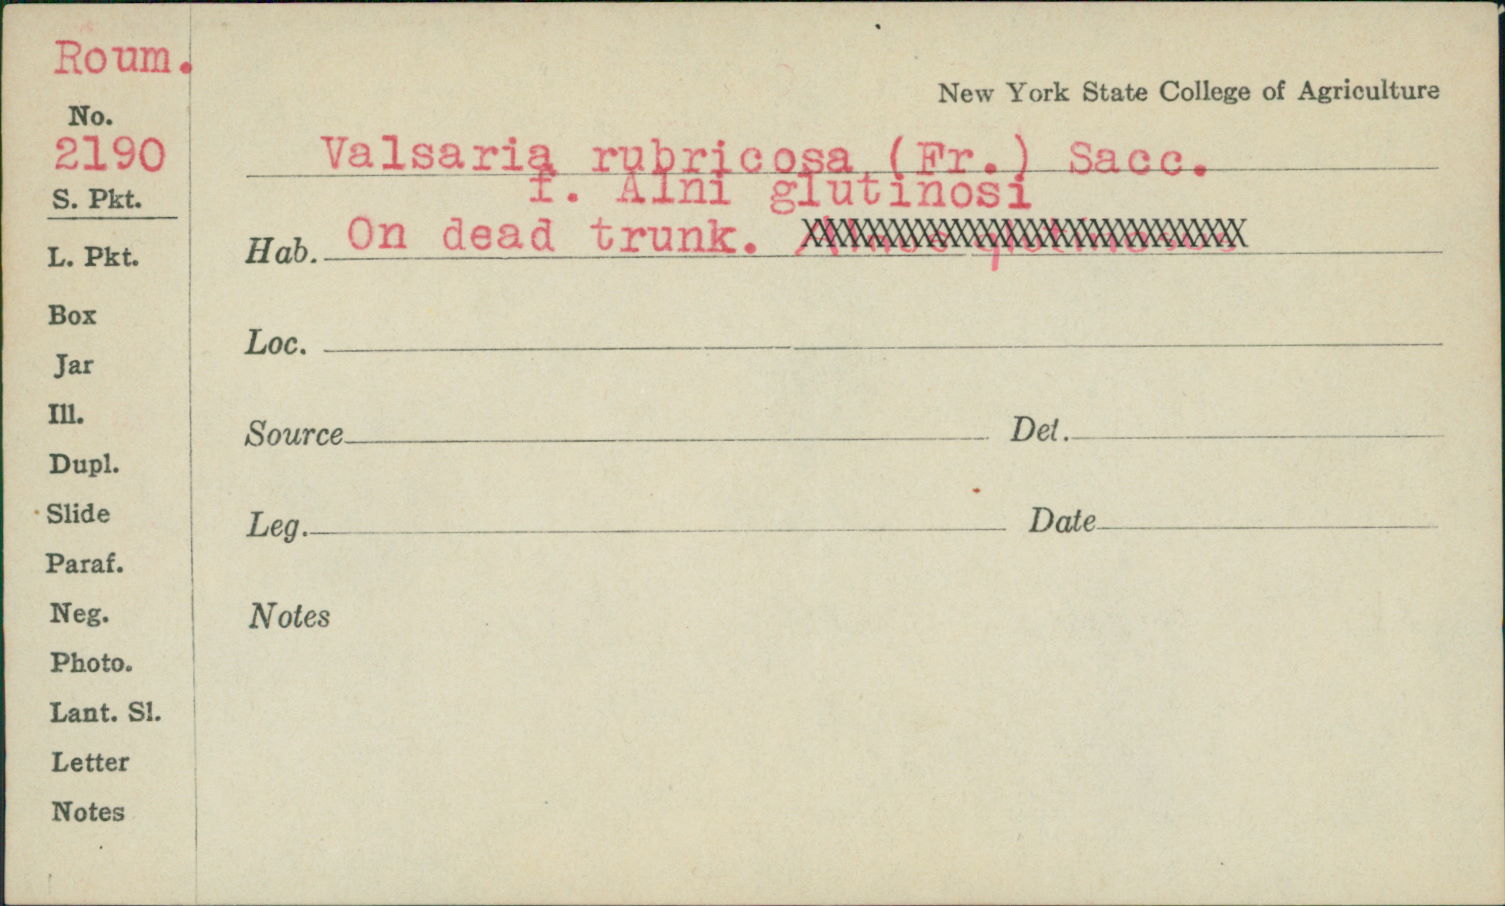 Roum.
New York State College of Agriculture
No.
2190
Valsaria rubricosa (Fr.) Sacc.
f. Alni glutinosi
S. Pkt.
Hab. On dead trunk.
L. Pkt.
Box
Loc.
Jar
Ill.
Source Det.
Dupl.
Slide
Leg. Date
Paraf.
Neg.
Notes
Photo.
Lant. Sl.
Letter
Notes